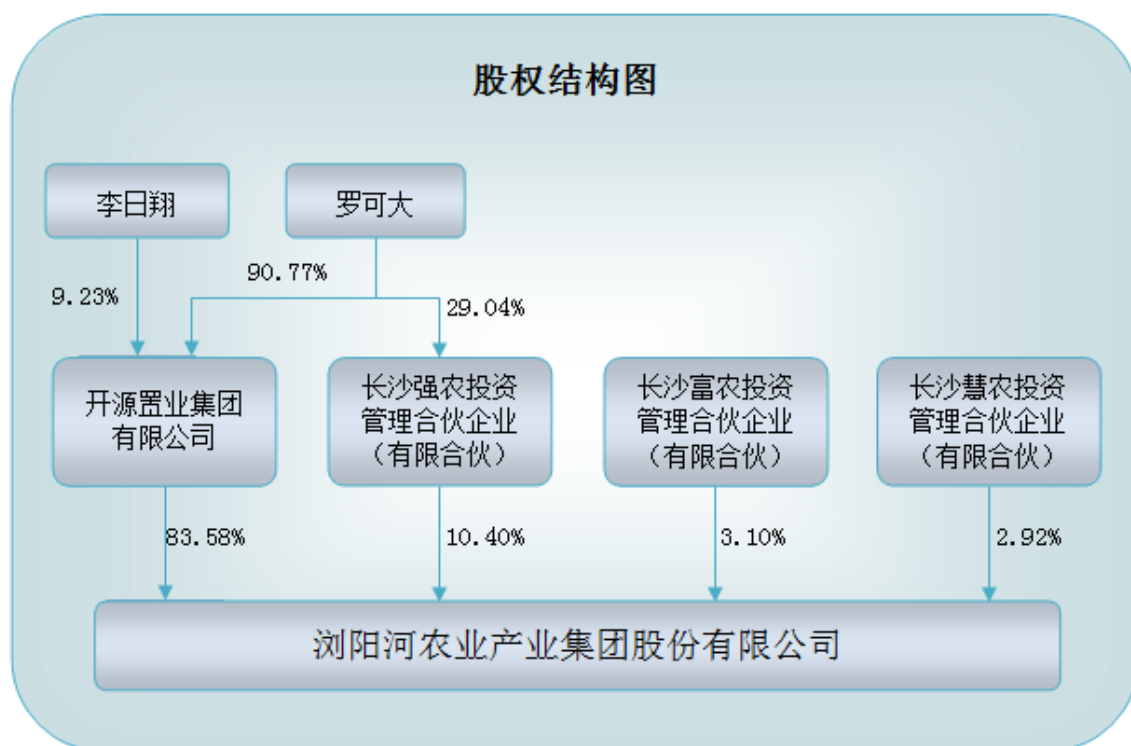 股权结构图
李日翔
罗可大
90.77%
9.23%
29.04%
开源置业集团
有限公司
长沙强农投资
管理合伙企业
（有限合伙）
长沙富农投资
管理合伙企业
（有限合伙）
长沙慧农投资
管理合伙企业
（有限合伙）
83.58%
10.40%
3.10%
2.92%
浏阳河农业产业集团股份有限公司